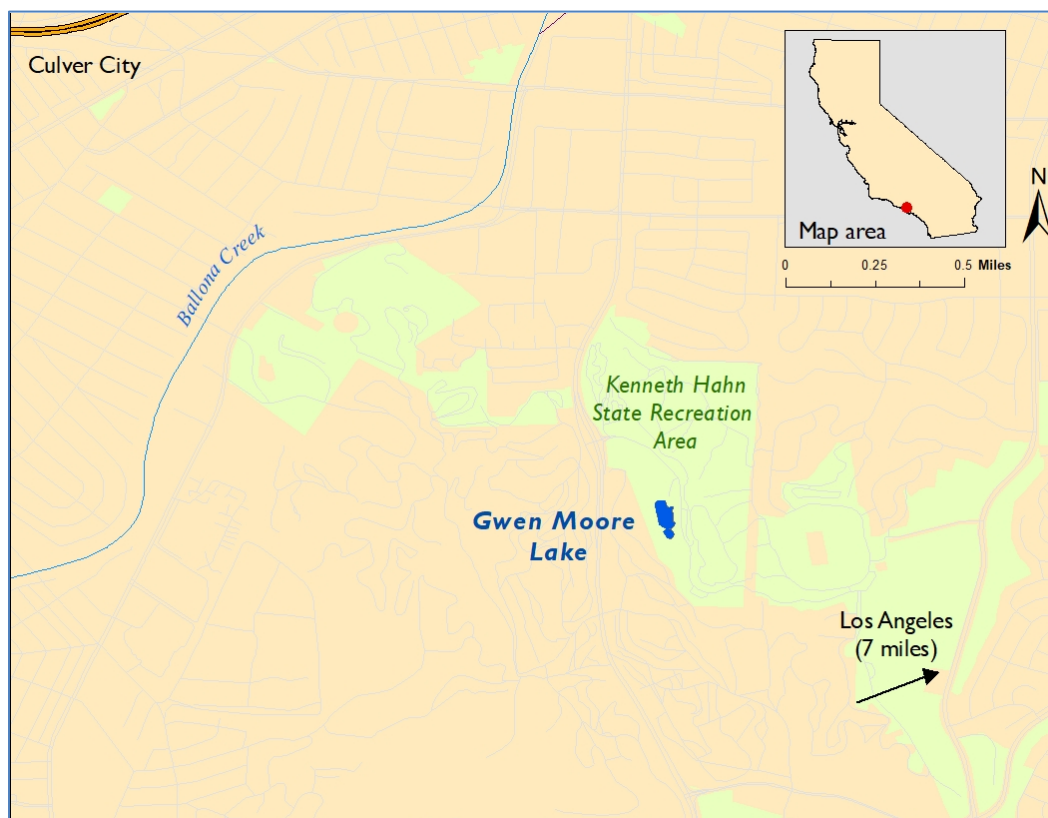 Culver City
N
Map area
0 0.25 0.5 Miles
Ballona Creek
Kenneth Hahn
State Recreation
Area
Gwen Moore
Lake
Los Angeles
(7 miles)